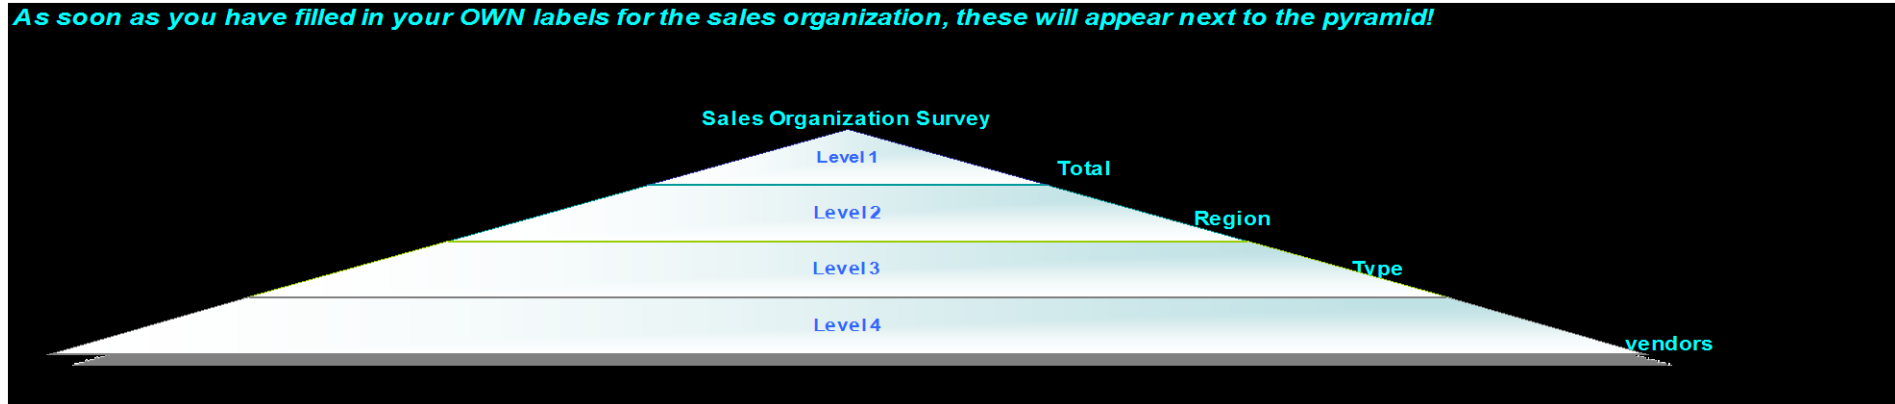 As soon as you have filled in your OWN labels for the sales organization, these will appear next to the pyramid!
Sales Organization Survey
Level 1
Total
Level 2
Region
Level 3
Type
Level 4
vendors